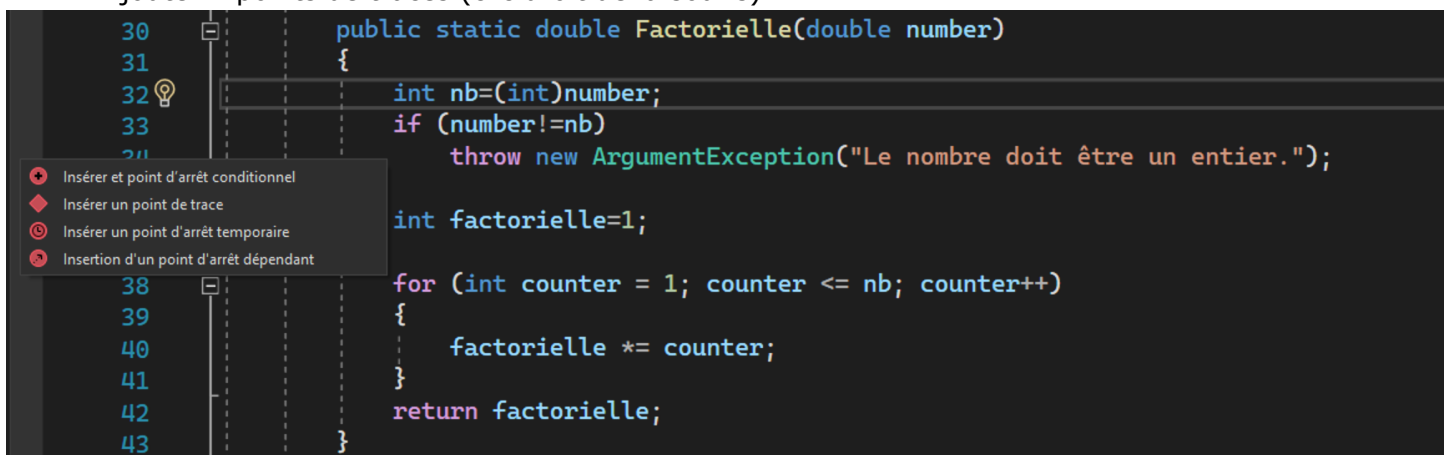 30 public static double Factorielle(double number)
31 {
32 int nb=(int)number;
33 if (number!=nb)
throw new ArgumentException("Le nombre doit être un entier.");
Insérer et point d'arrêt conditionnel
Insérer un point de trace
Insérer un point d'arrêt temporaire
Insertion d'un point d'arrêt dépendant
int factorielle=1;
38 for (int counter = 1; counter <= nb; counter++)
39 {
40 factorielle *= counter;
41 }
42 return factorielle;
43 }